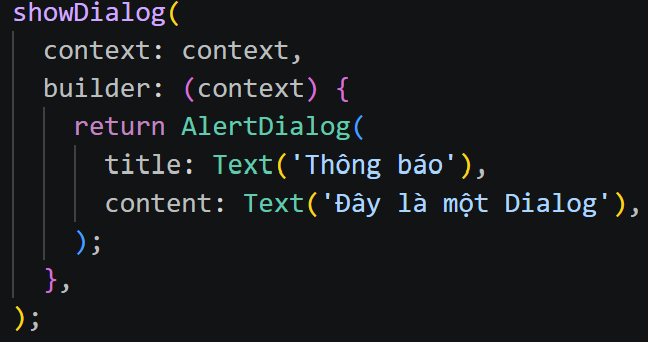 showDialog(
  context: context,
  builder: (context) {
    return AlertDialog(
      title: Text('Thông báo'),
      content: Text('Đây là một Dialog'),
    );
  },
);